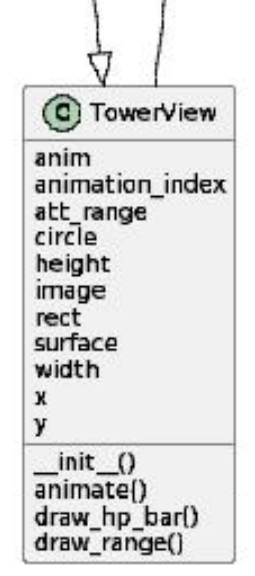 C TowerView
anim
animation_index
att_range
circle
height
image
rect
surface
width
x
y
__init__()
animate()
draw_hp_bar()
draw_range()